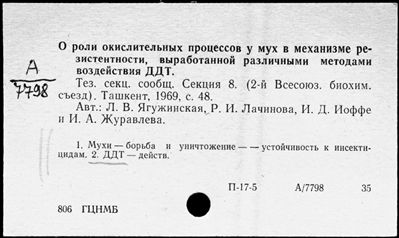 О роли окислительных процессов у мух в механизме ре-
зистентности, выработанной различными методами
воздействия ДДТ.
А
7798
Тез. секц. сообщ. Секция 8. (2-й Всесоюз. биохим.
съезд). Ташкент, 1969, с. 48.
Авт.: Л. В. Ягужинская, Р. И. Лачинова, И. Д. Иоффе
и И. А. Журавлева.
1. Мухи — борьба и уничтожение — — устойчивость к инсекти-
цидам. 2. ДДТ — действ.
П-17-5 А/7798 35
806 ГЦНМБ